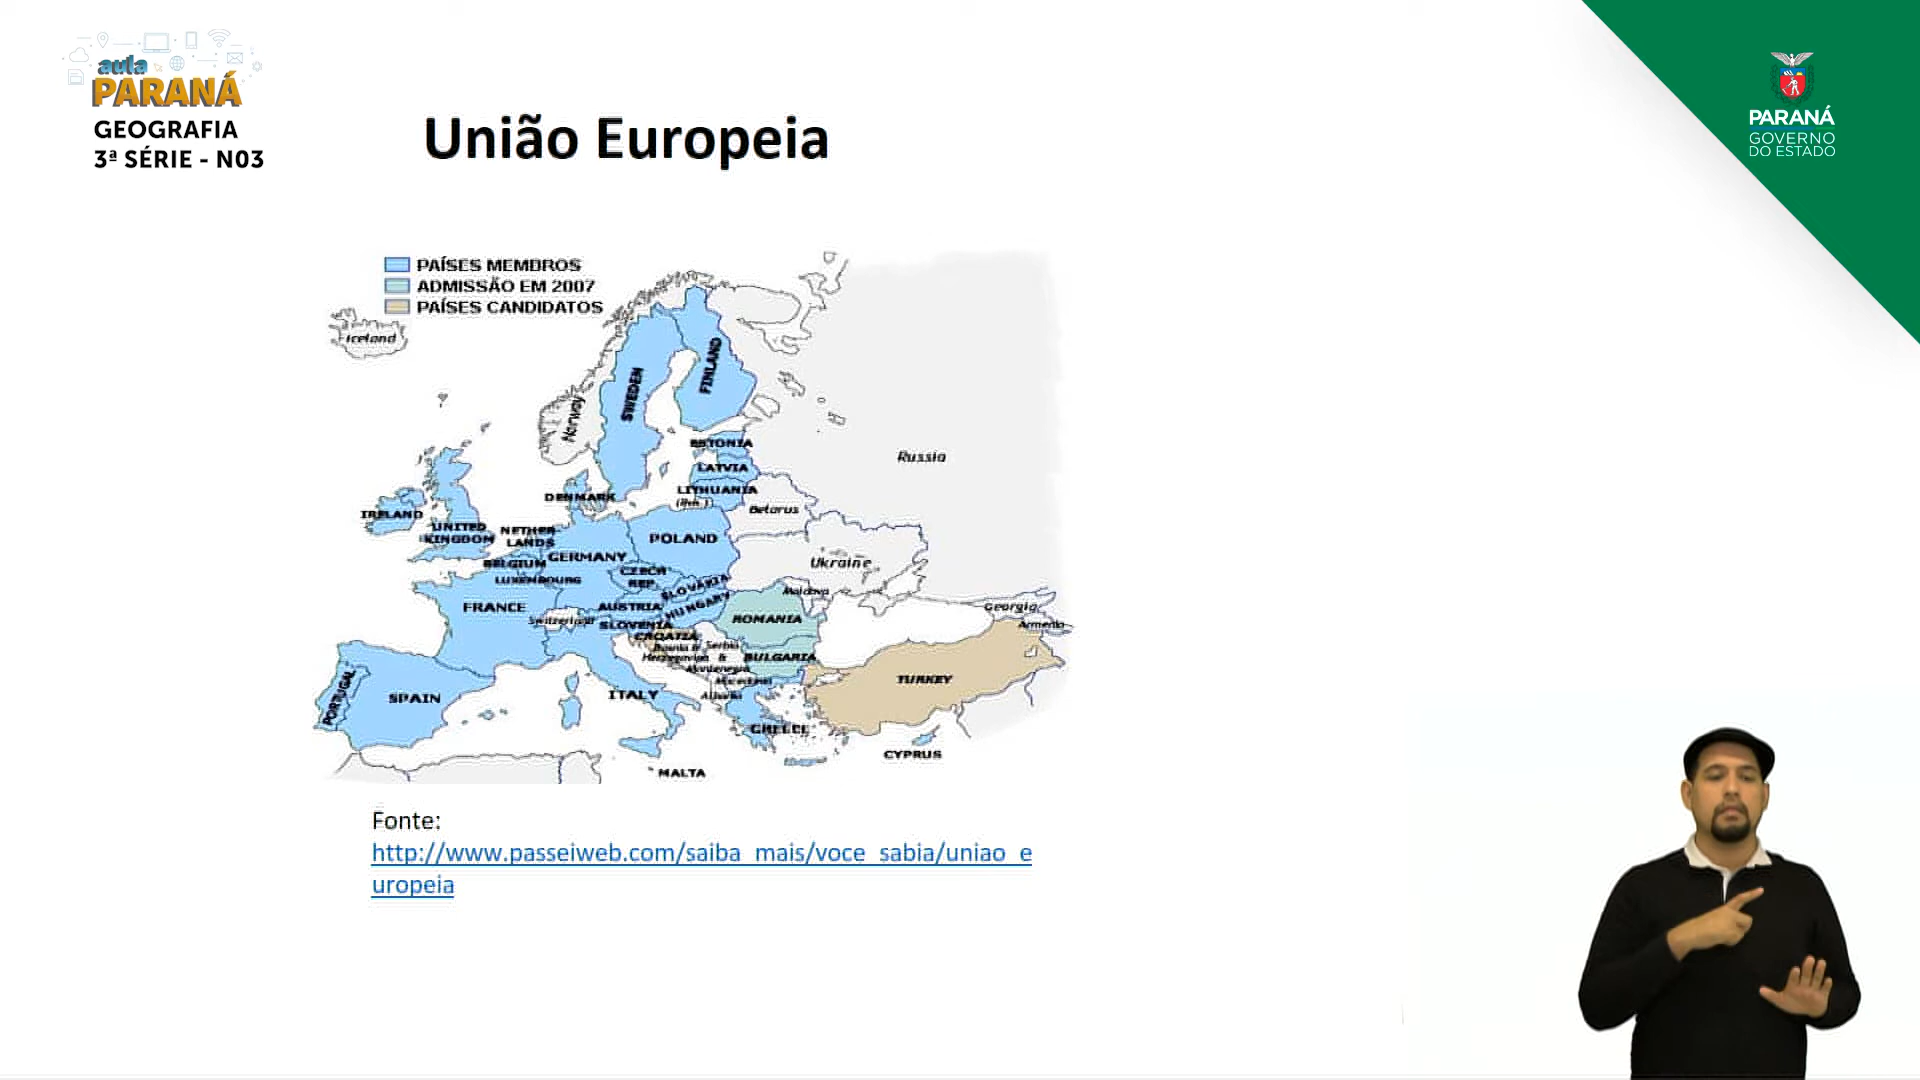 aula
PARANÁ
GEOGRAFIA
3ª SÉRIE - N03
União Europeia
PARANÁ
GOVERNO
DO ESTADO
PAÍSES MEMBROS
ADMISSÃO EM 2007
PAÍSES CANDIDATOS
Iceland
Norway
SWEDEN
FINLAND
Russia
ESTONIA
LATVIA
LITHUANIA
DENMARK
Belarus
IRELAND
UNITED
KINGDOM
NETHER-
LANDS
GERMANY
POLAND
BELGIUM
LUXEMBOURG
CZECH
REP.
SLOVAKIA
Ukraine
Moldova
FRANCE
AUSTRIA
HUNGARY
Switzerland
SLOVENIA
ROMANIA
Georgia
Armenia
CROATIA
Bosnia &
Herzegovina
Serbia
&
Montenegro
BULGARIA
Macedonia
Albania
PORTUGAL
SPAIN
ITALY
TURKEY
GREECE
CYPRUS
MALTA
Fonte:
http://www.passeiweb.com/saiba_mais/voce_sabia/uniao_e
uropeia